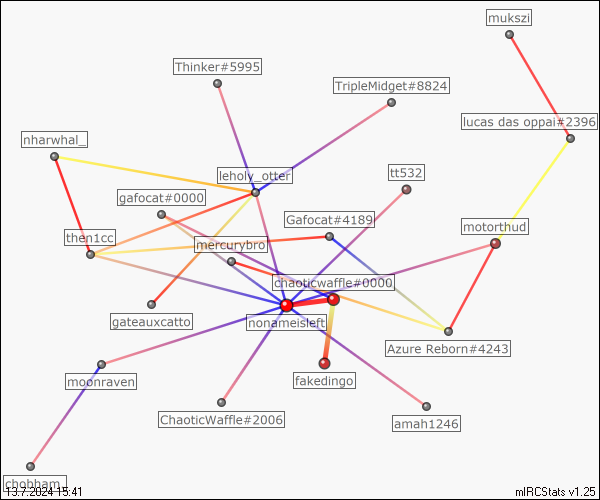 mukszi
Thinker#5995
TripleMidget#8824
lucas das oppai#2396
nharwhal_
tt532
leholy_otter
gafocat#0000
Gafocat#4189
motorthud
then1cc
mercurybro
chaoticwaffle#0000
gateauxcatto
nonameisleft
Azure Reborn#4243
moonraven
fakedingo
ChaoticWaffle#2006
amah1246
chobham_
13.7.2024 15:41
mIRCStats v1.25